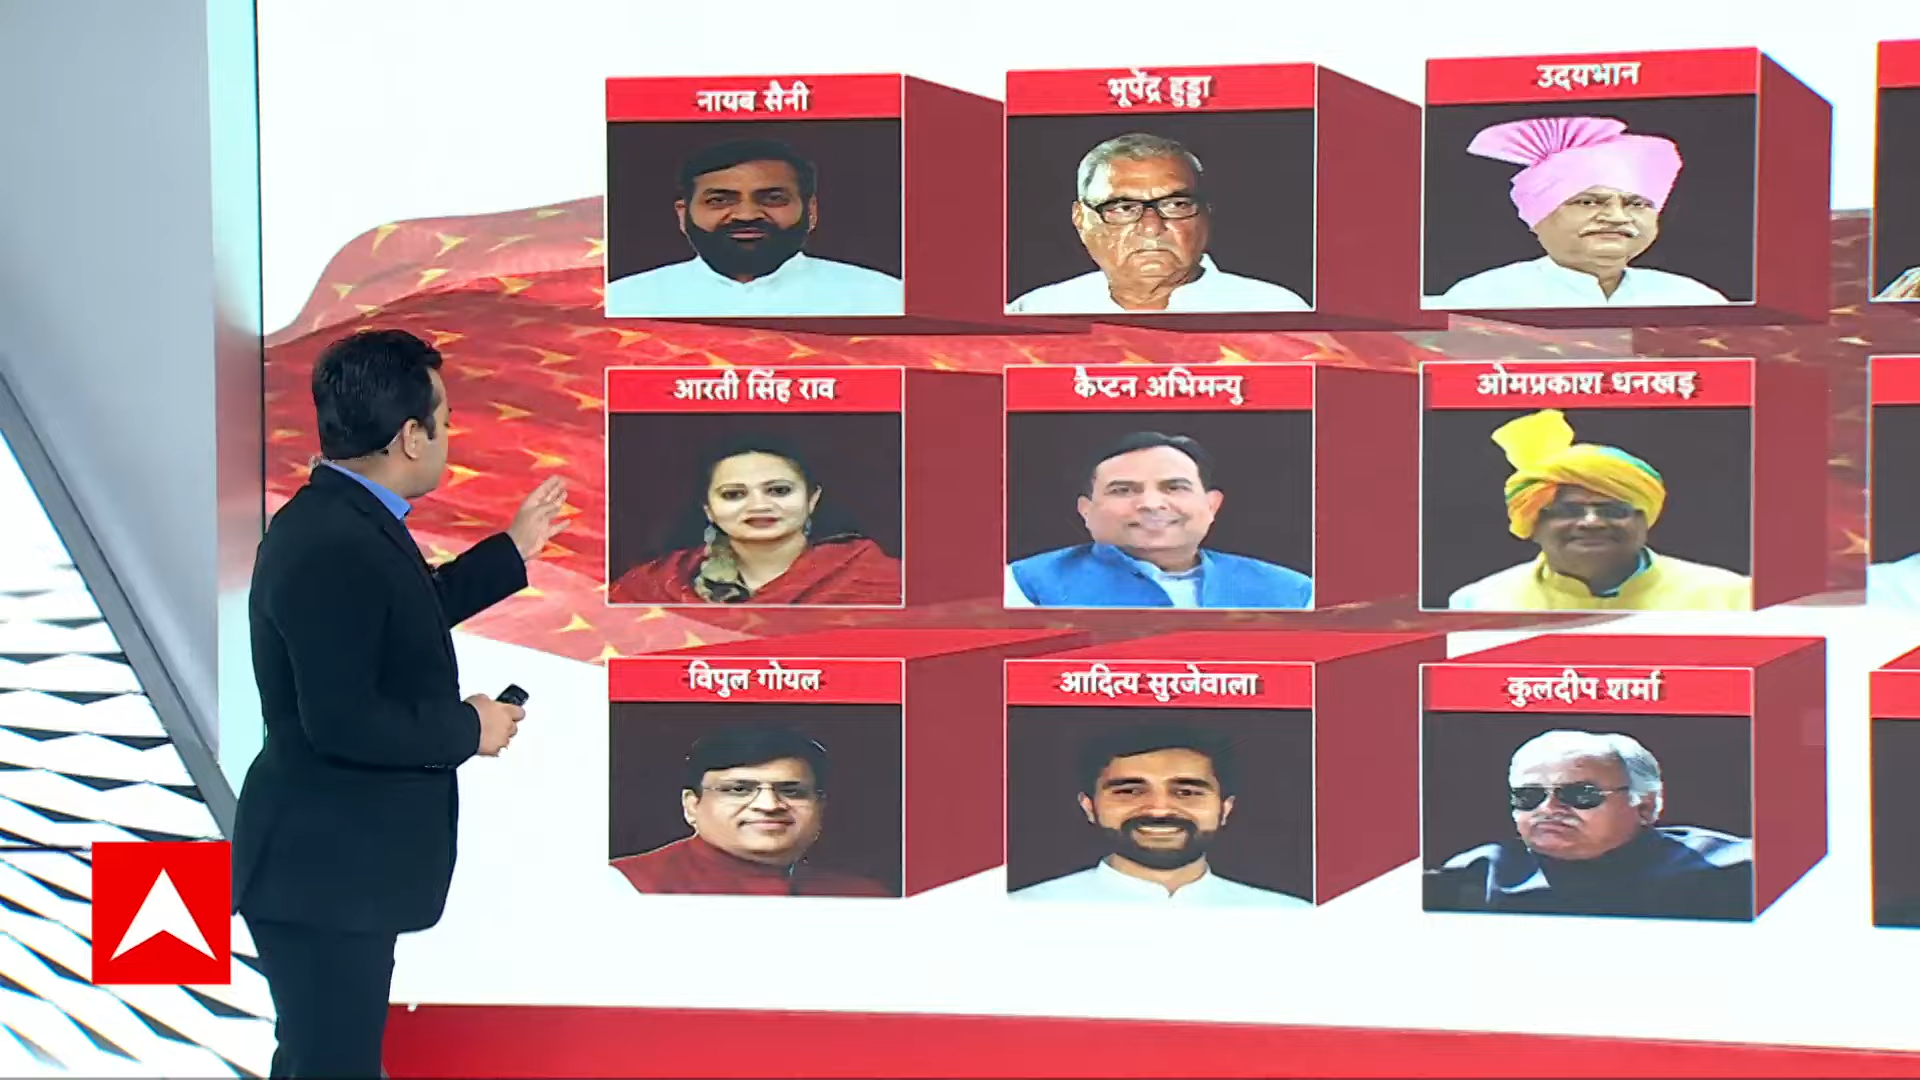 नायब सैनी
भूपेंद्र हुड्डा
उदयभान
आरती सिंह राव
कैप्टन अभिमन्यु
ओमप्रकाश धनखड़
विपुल गोयल
आदित्य सुरजेवाला
कुलदीप शर्मा